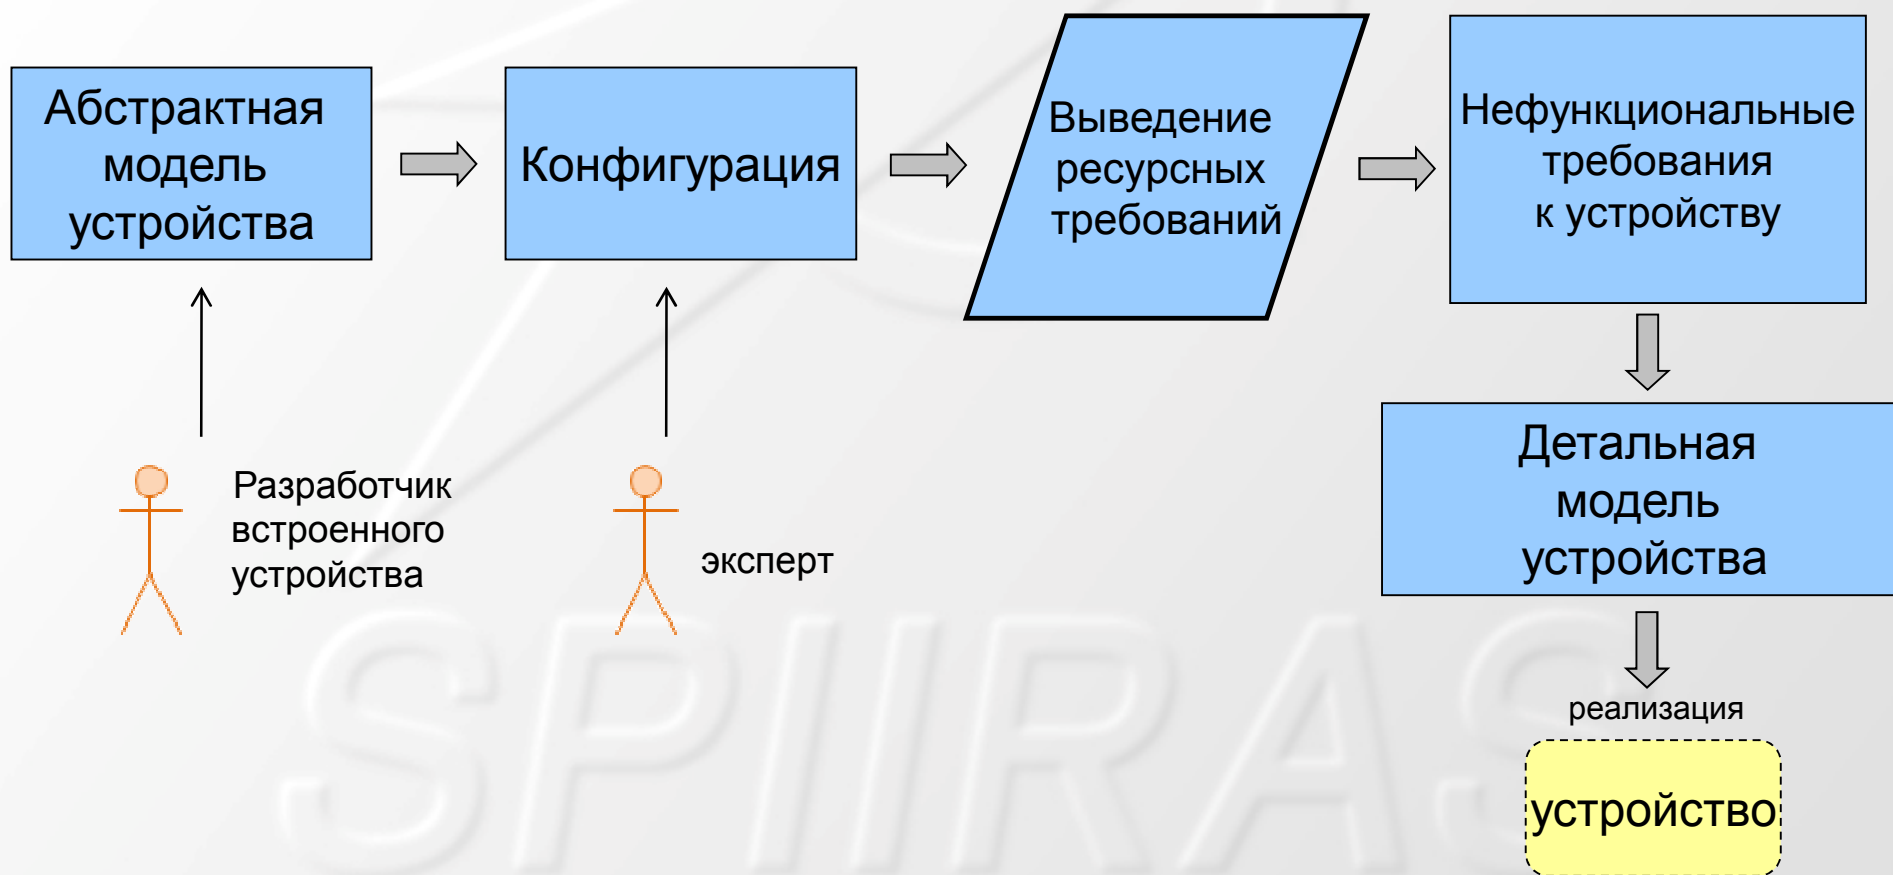 Абстрактная
модель
устройства
Конфигурация
Выведение
ресурсных
требований
Нефункциональные
требования
к устройству
Детальная
модель
устройства
Разработчик
встроенного
устройства
эксперт
реализация
устройство
SPIIRAS